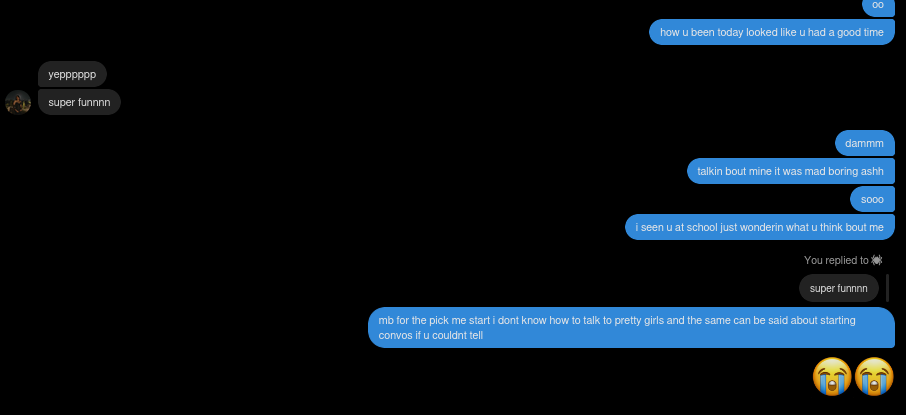 oo
how u been today looked like u had a good time
yepppppp
super funnnn
dammm
talkin bout mine it was mad boring ashh
sooo
i seen u at school just wonderin what u think bout me
You replied to
super funnnn
mb for the pick me start i dont know how to talk to pretty girls and the same can be said about starting
convos if u couldnt tell
😭😭